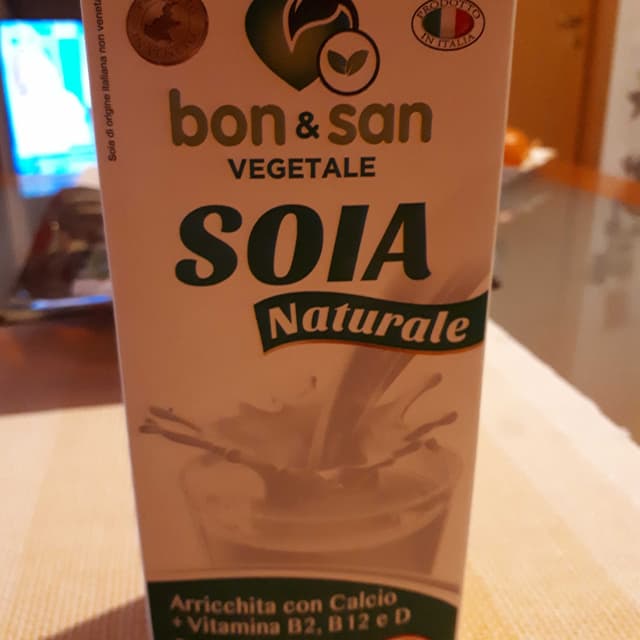 PRODOTTO
IN ITALIA
Soia di origine italiana non
bon & san
VEGETALE
SOIA
Naturale
Arricchita con Calcio
+ Vitamina B2, B12 e D